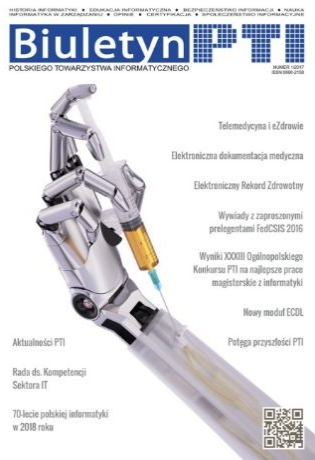 HISTORIA INFORMATYKI • EDUKACJA INFORMATYCZNA • BEZPIECZEŃSTWO INFORMACJI • NAUKA
INFORMATYKA W ZARZĄDZANIU • OPINIE • CERTYFIKACJA • SPOŁECZEŃSTWO INFORMACYJNE
Biuletyn PTI
POLSKIEGO TOWARZYSTWA INFORMATYCZNEGO
NUMER 1/2017
Telemedycyna i eZdrowie
Elektroniczna dokumentacja medyczna
Elektroniczny Rekord Zdrowotny
Wywiady z zaproszonymi
prelegentami FedCSIS 2016
Wyniki XXXIII Ogólnopolskiego
Konkursu PTI na najlepsze prace
magisterskie z informatyki
Nowy moduł ECDL
Potęga przyszłości PTI
Aktualności PTI
Rada ds. Kompetencji
Sektora IT
70-lecie polskiej informatyki
w 2018 roku